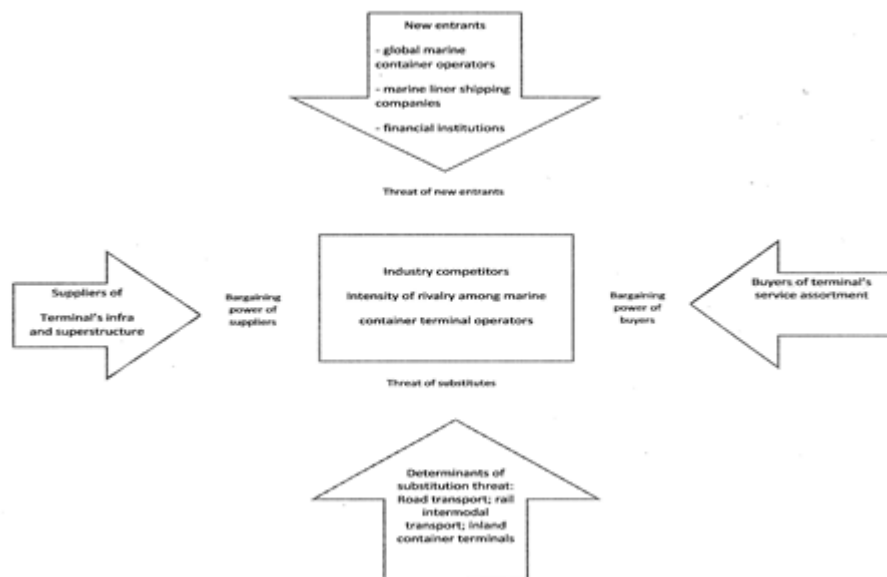 New entrants
- global marine
container operators
- marine liner shipping
companies
- financial institutions
Threat of new entrants
Suppliers of
Terminal's infra
and superstructure
Bargaining
power of
suppliers
Industry competitors
Intensity of rivalry among marine
container terminal operators
Bargaining
power of
buyers
Buyers of terminal's
service assortment
Threat of substitutes
Determinants of
substitution threat:
Road transport; rail
intermodal
transport; inland
container terminals